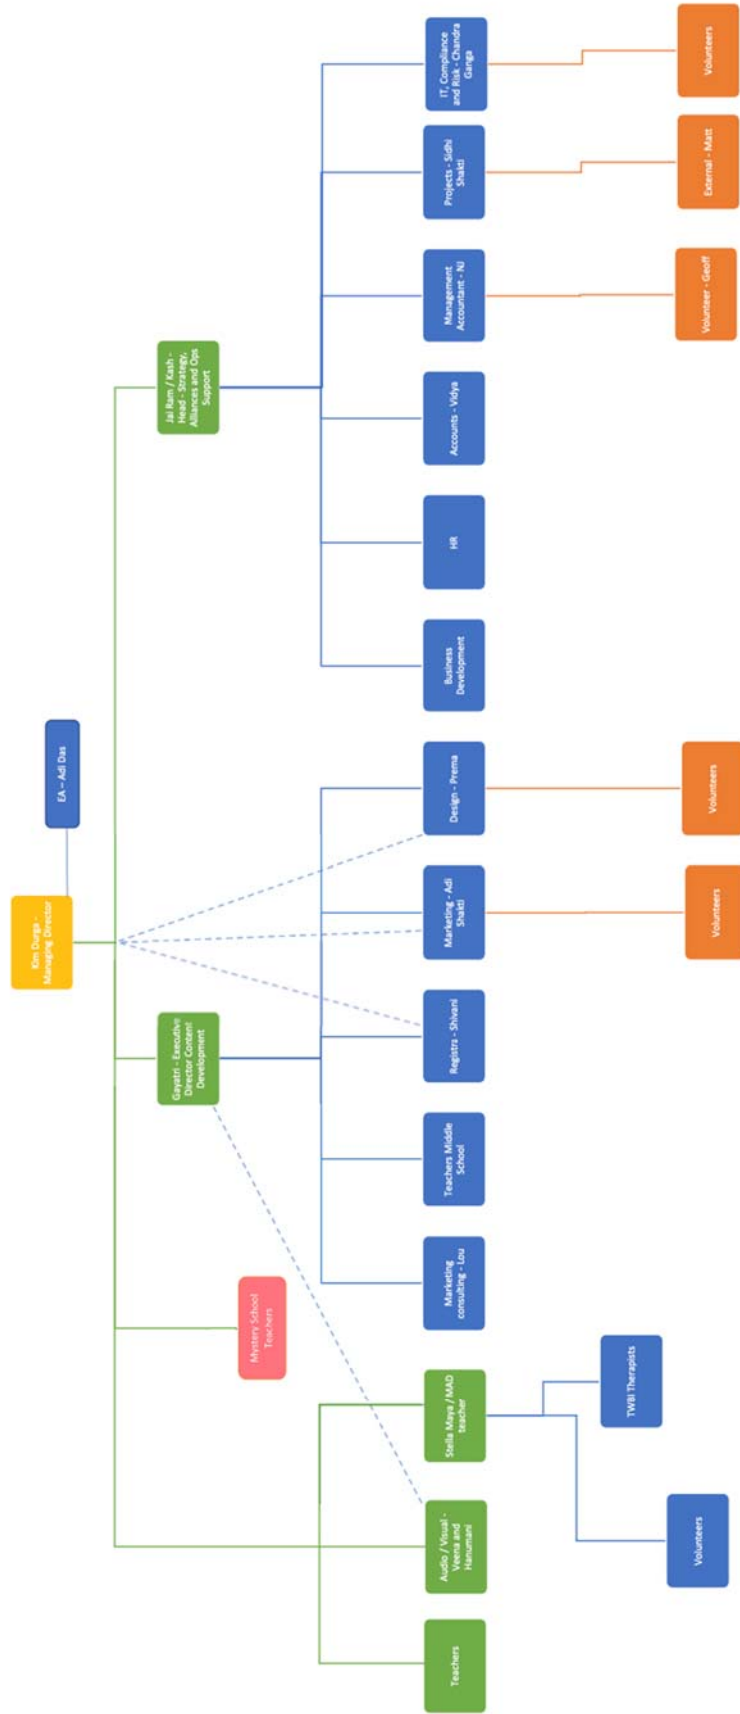 Kim Durga -
Managing Director
EA – Adi Das
Gayatri - Executive
Director Content
Development
Jai Ram / Kash -
Head - Strategy,
Alliances and Ops
Support
Mystery School
Teachers
Teachers
Audio / Visual -
Veena and
Hanumani
Stella Maya / MAD
teacher
Marketing
consulting - Lou
Teachers Middle
School
Registra - Shivani
Marketing - Adi
Shakti
Design - Prema
Business
Development
HR
Accounts - Vidya
Management
Accountant - NJ
Projects - Sidhi
Shakti
IT, Compliance
and Risk - Chandra
Ganga
Volunteers
TWBI Therapists
Volunteers
Volunteers
Volunteer - Geoff
External - Matt
Volunteers